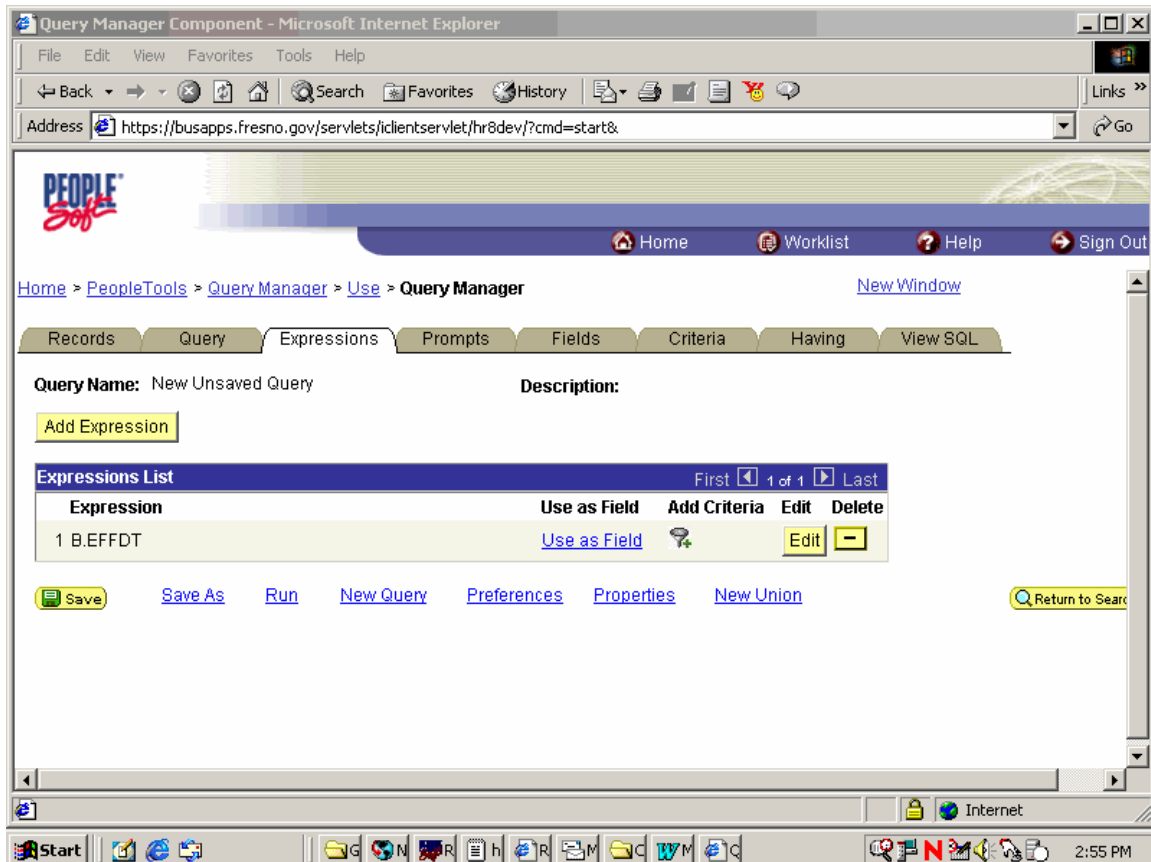 Query Manager Component - Microsoft Internet Explorer
File Edit View Favorites Tools Help
Back Search Favorites History Links »
Address https://busapps.fresno.gov/servlets/iclientservlet/hr8dev/?cmd=start& Go
PEOPLE
Soft
Home Worklist Help Sign Out
Home > PeopleTools > Query Manager > Use > Query Manager New Window
Records Query Expressions Prompts Fields Criteria Having View SQL
Query Name: New Unsaved Query Description:
Add Expression
Expressions List First 1 of 1 Last
Expression Use as Field Add Criteria Edit Delete
1 B.EFFDT Use as Field Edit
Save Save As Run New Query Preferences Properties New Union Return to Searc
Internet
Start G N R h R M C M C N 2:55 PM